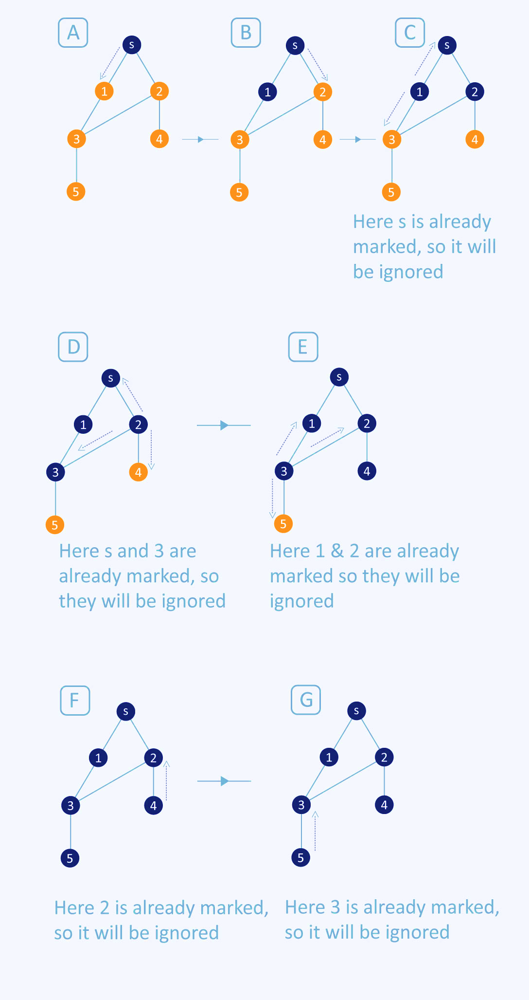 A B C
s s s
1 2 1 2 1 2
3 4 3 4 3 4
5 5 5
Here s is already
marked, so it will
be ignored
D E
s s
1 2 1 2
3 4 3 4
5 5
Here s and 3 are
already marked, so
they will be ignored
Here 1 & 2 are already
marked so they will be
ignored
F G
s s
1 2 1 2
3 4 3 4
5 5
Here 2 is already marked,
so it will be ignored
Here 3 is already marked,
so it will be ignored